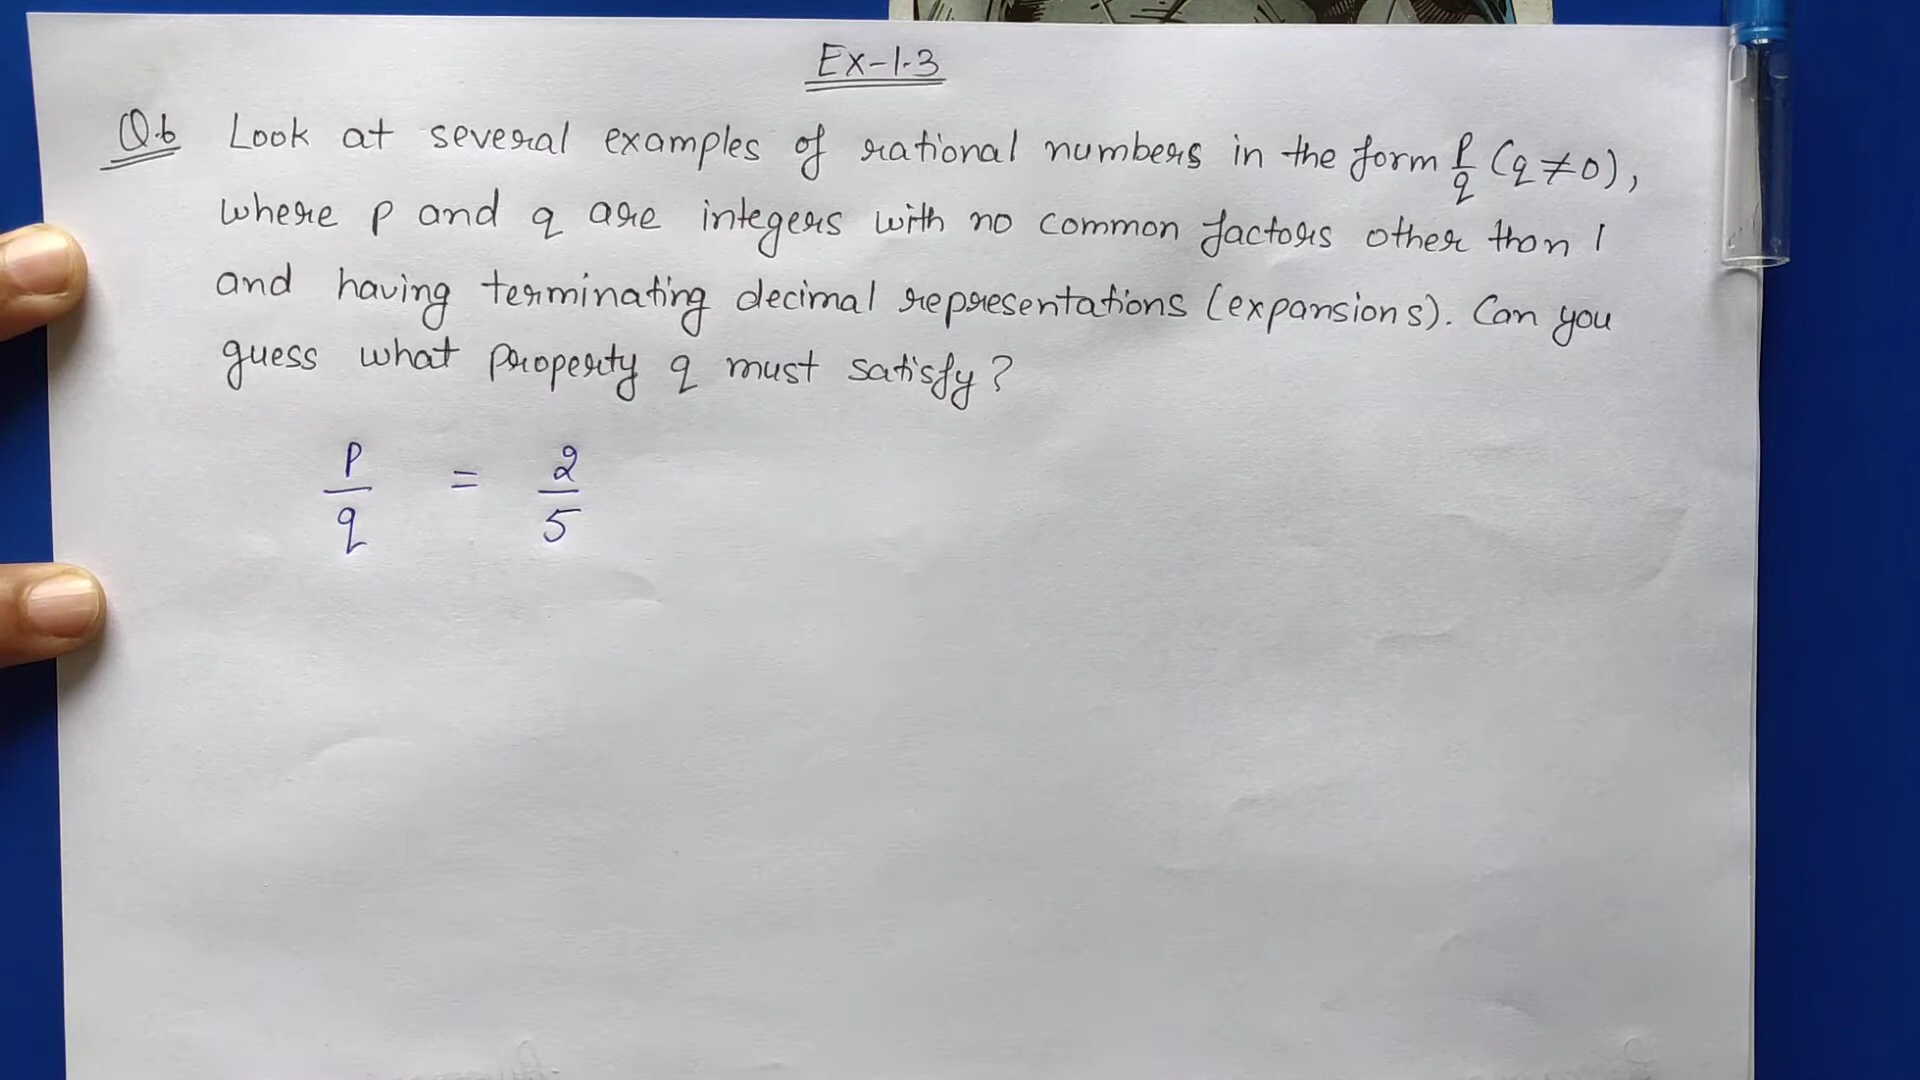 Ex-1.3
Q.6 Look at several examples of rational numbers in the form p/q (q≠0),
where p and q are integers with no common factors other than 1
and having terminating decimal representations (expansions). Can you
guess what property q must satisfy?
p/q = 2/5